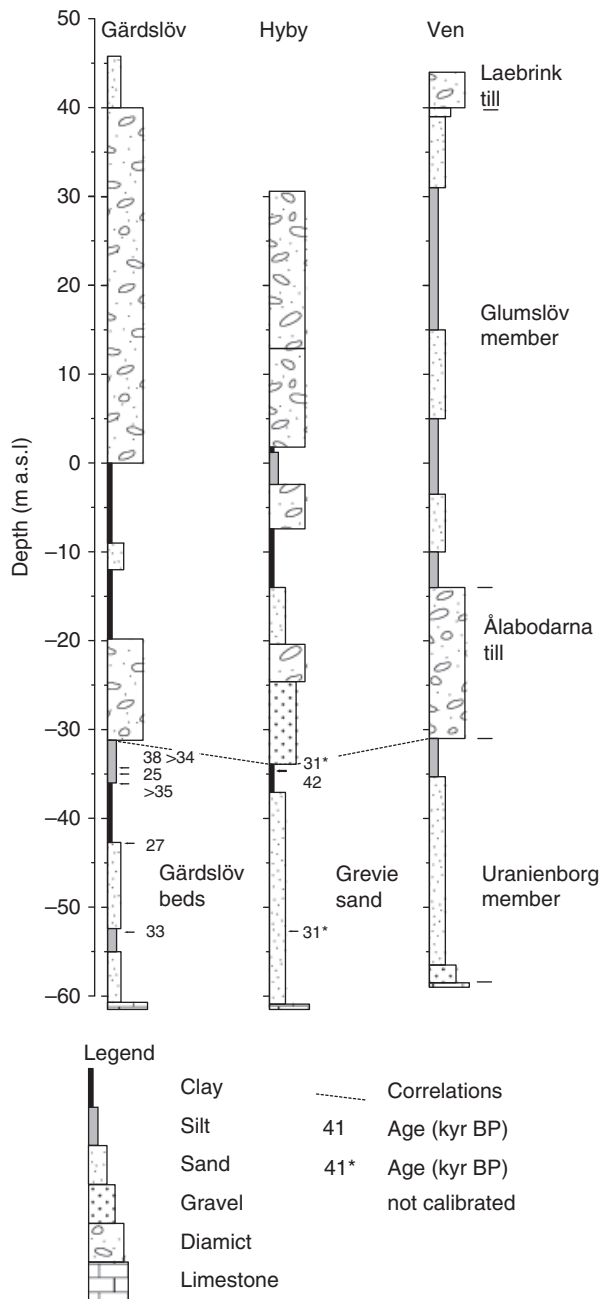 Gärdslöv
Hyby
Ven
50
40
30
20
10
0
–10
–20
–30
–40
–50
–60
Depth (m a.s.l)
Laebrink
till
Glumslöv
member
Ålabodarna
till
38 >34
25
>35
27
33
Gärdslöv
beds
31*
42
31*
Grevie
sand
Uranienborg
member
Legend
Clay
Silt
Sand
Gravel
Diamict
Limestone
Correlations
41 Age (kyr BP)
41* Age (kyr BP)
not calibrated